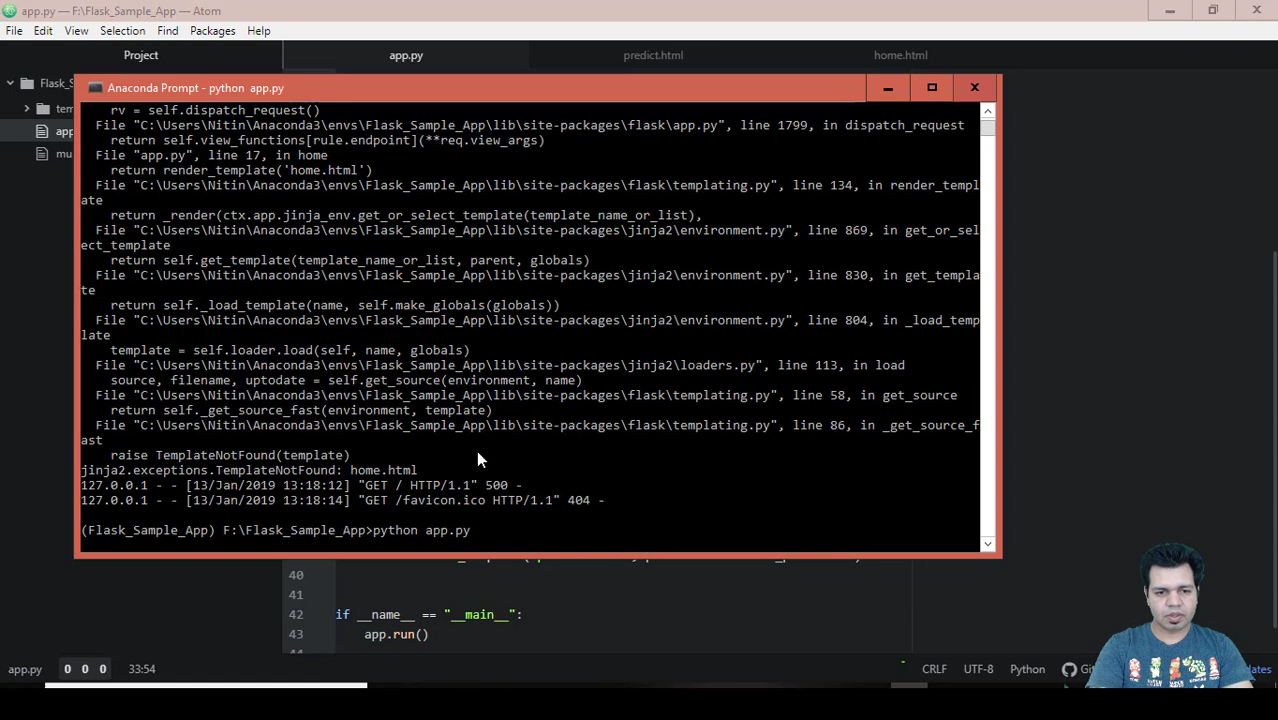 app.py — F:\Flask_Sample_App — Atom
File Edit View Selection Find Packages Help
Project app.py predict.html home.html
Flask_S
tem
app
mu
Anaconda Prompt - python  app.py
rv = self.dispatch_request()
File "C:\Users\Nitin\Anaconda3\envs\Flask_Sample_App\lib\site-packages\flask\app.py", line 1799, in dispatch_request
return self.view_functions[rule.endpoint](**req.view_args)
File "app.py", line 17, in home
return render_template('home.html')
File "C:\Users\Nitin\Anaconda3\envs\Flask_Sample_App\lib\site-packages\flask\templating.py", line 134, in render_templ
ate
return _render(ctx.app.jinja_env.get_or_select_template(template_name_or_list),
File "C:\Users\Nitin\Anaconda3\envs\Flask_Sample_App\lib\site-packages\jinja2\environment.py", line 869, in get_or_sel
ect_template
return self.get_template(template_name_or_list, parent, globals)
File "C:\Users\Nitin\Anaconda3\envs\Flask_Sample_App\lib\site-packages\jinja2\environment.py", line 830, in get_templa
te
return self._load_template(name, self.make_globals(globals))
File "C:\Users\Nitin\Anaconda3\envs\Flask_Sample_App\lib\site-packages\jinja2\environment.py", line 804, in _load_temp
late
template = self.loader.load(self, name, globals)
File "C:\Users\Nitin\Anaconda3\envs\Flask_Sample_App\lib\site-packages\jinja2\loaders.py", line 113, in load
source, filename, uptodate = self.get_source(environment, name)
File "C:\Users\Nitin\Anaconda3\envs\Flask_Sample_App\lib\site-packages\flask\templating.py", line 58, in get_source
return self._get_source_fast(environment, template)
File "C:\Users\Nitin\Anaconda3\envs\Flask_Sample_App\lib\site-packages\flask\templating.py", line 86, in _get_source_f
ast
raise TemplateNotFound(template)
jinja2.exceptions.TemplateNotFound: home.html
127.0.0.1 - - [13/Jan/2019 13:18:12] "GET / HTTP/1.1" 500 -
127.0.0.1 - - [13/Jan/2019 13:18:14] "GET /favicon.ico HTTP/1.1" 404 -
(Flask_Sample_App) F:\Flask_Sample_App>python app.py
40
41
42 if __name__ == "__main__":
43 app.run()
app.py 0 0 0 33:54 CRLF UTF-8 Python Git dates